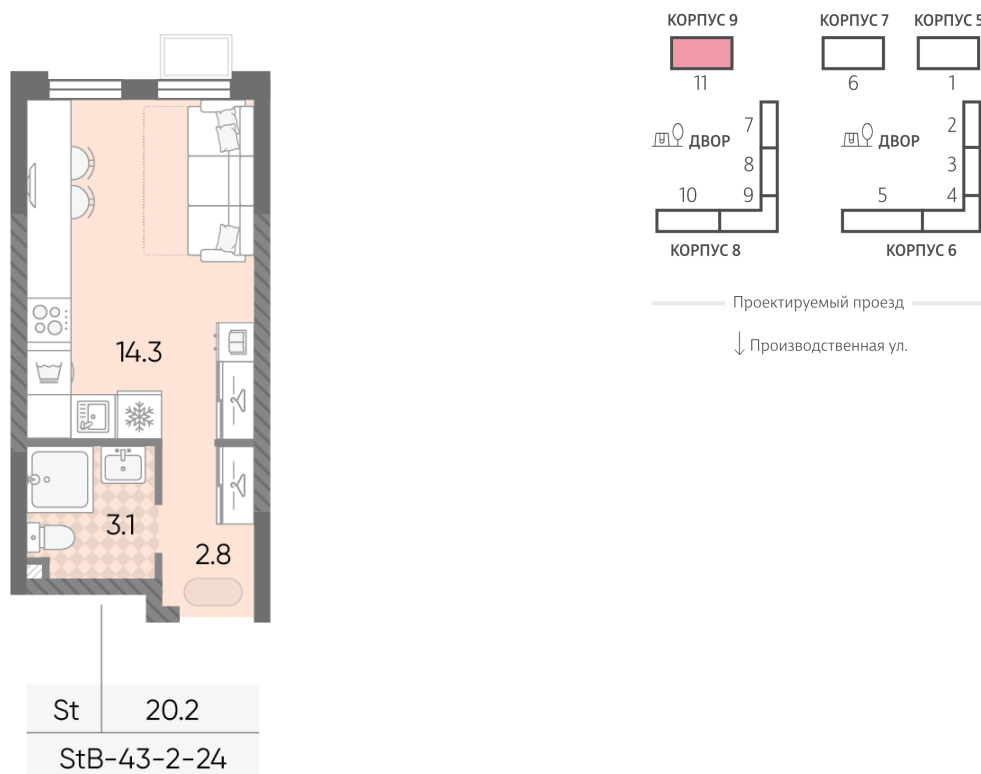 КОРПУС 9
КОРПУС 7
КОРПУС 5
11
6
1
7
ДВОР
8
10
9
КОРПУС 8
2
ДВОР
3
5
4
КОРПУС 6
Проектируемый проезд
Производственная ул.
14.3
3.1
2.8
St 20.2
StB-43-2-24